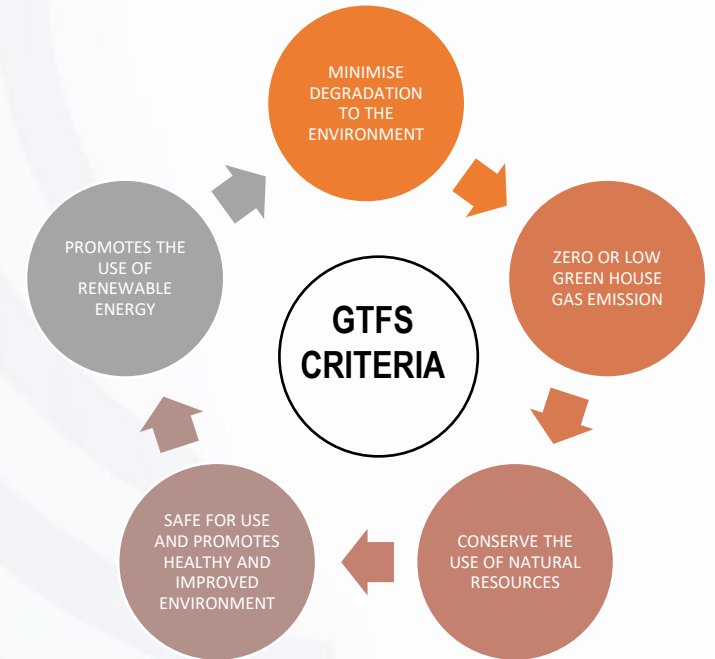 MINIMISE
DEGRADATION
TO THE
ENVIRONMENT
ZERO OR LOW
GREEN HOUSE
GAS EMISSION
CONSERVE THE
USE OF NATURAL
RESOURCES
SAFE FOR USE
AND PROMOTES
HEALTHY AND
IMPROVED
ENVIRONMENT
PROMOTES THE
USE OF
RENEWABLE
ENERGY
GTFS
CRITERIA